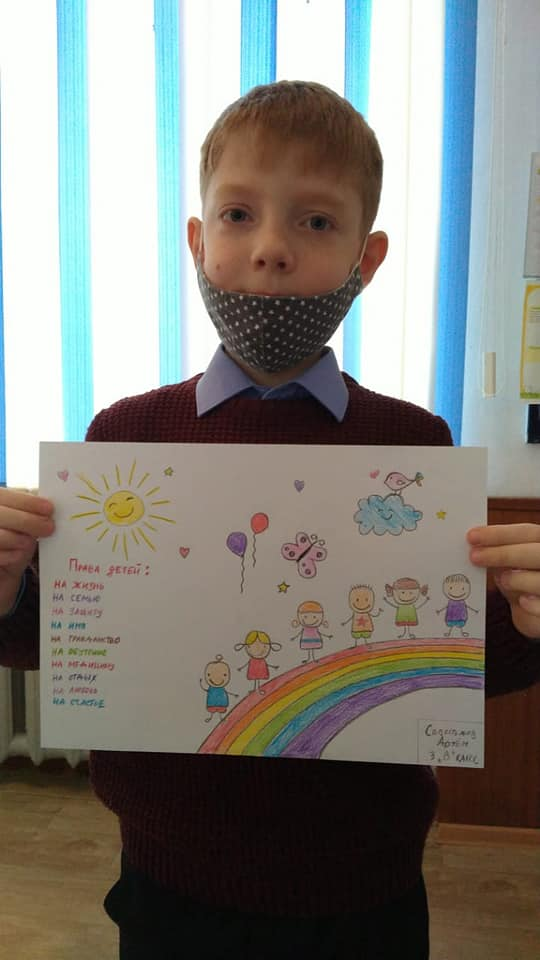 Права детей:
на жизнь
на семью
на защиту
на имя
на гражданство
на обучение
на медицину
на отдых
на любовь
на счастье
Артём
3 "В" класс